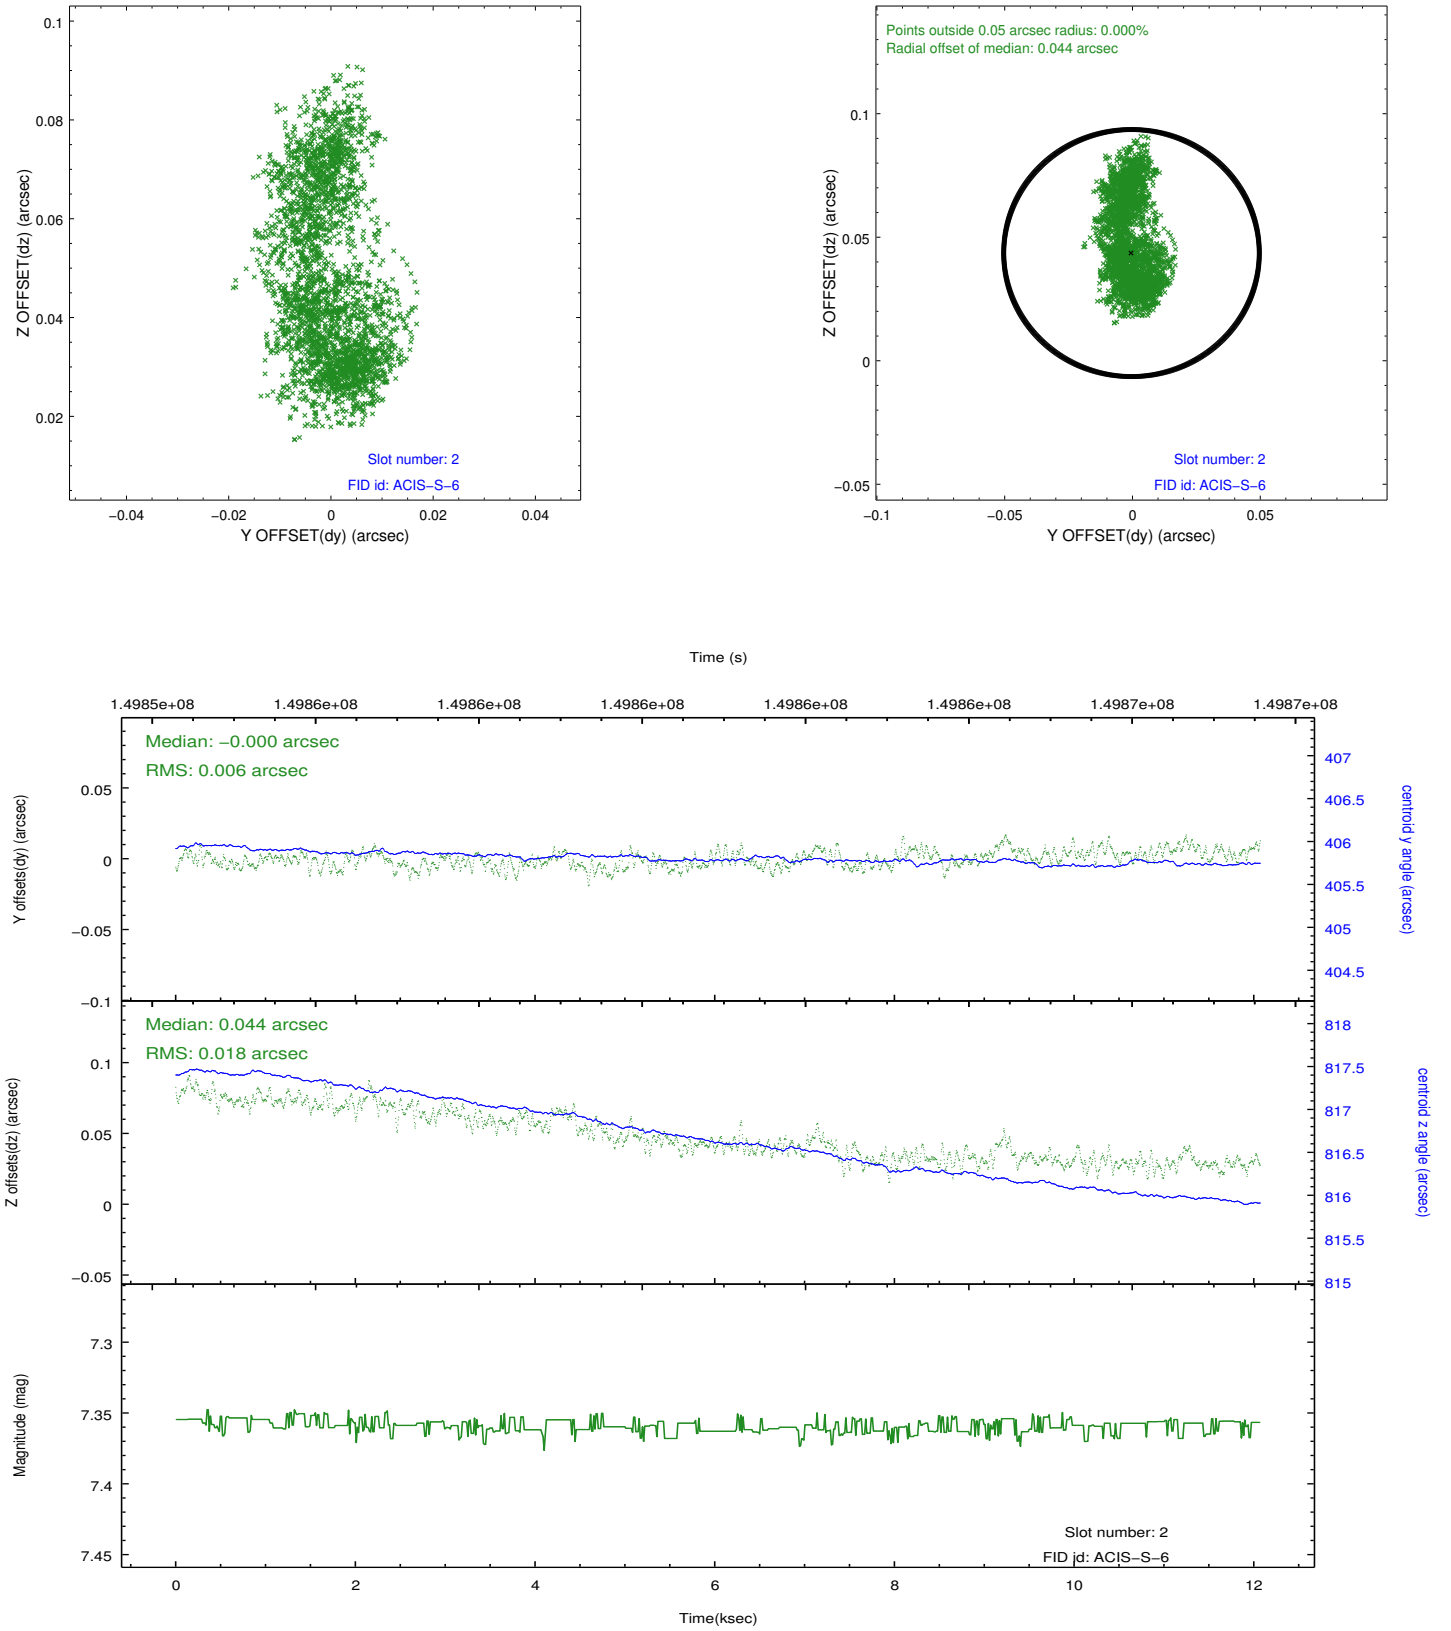 0.1
0.08
0.06
0.04
0.02
Z OFFSET(dz) (arcsec)
Slot number: 2
FID id: ACIS−S−6
−0.04 −0.02 0 0.02 0.04
Y OFFSET(dy) (arcsec)
Points outside 0.05 arcsec radius: 0.000%
Radial offset of median: 0.044 arcsec
0.1
0.05
0
−0.05
Z OFFSET(dz) (arcsec)
Slot number: 2
FID id: ACIS−S−6
−0.1 −0.05 0 0.05
Y OFFSET(dy) (arcsec)
Time (s)
1.4985e+08 1.4986e+08 1.4986e+08 1.4986e+08 1.4986e+08 1.4986e+08 1.4987e+08 1.4987e+08
Median: −0.000 arcsec
RMS: 0.006 arcsec
0.05
0
−0.05
−0.1
Y offsets(dy) (arcsec)
407
406.5
406
405.5
405
404.5
centroid y angle (arcsec)
Median: 0.044 arcsec
RMS: 0.018 arcsec
0.1
0.05
0
−0.05
Z offsets(dz) (arcsec)
818
817.5
817
816.5
816
815.5
815
centroid z angle (arcsec)
7.3
7.35
7.4
7.45
Magnitude (mag)
Slot number: 2
FID id: ACIS−S−6
0 2 4 6 8 10 12
Time(ksec)